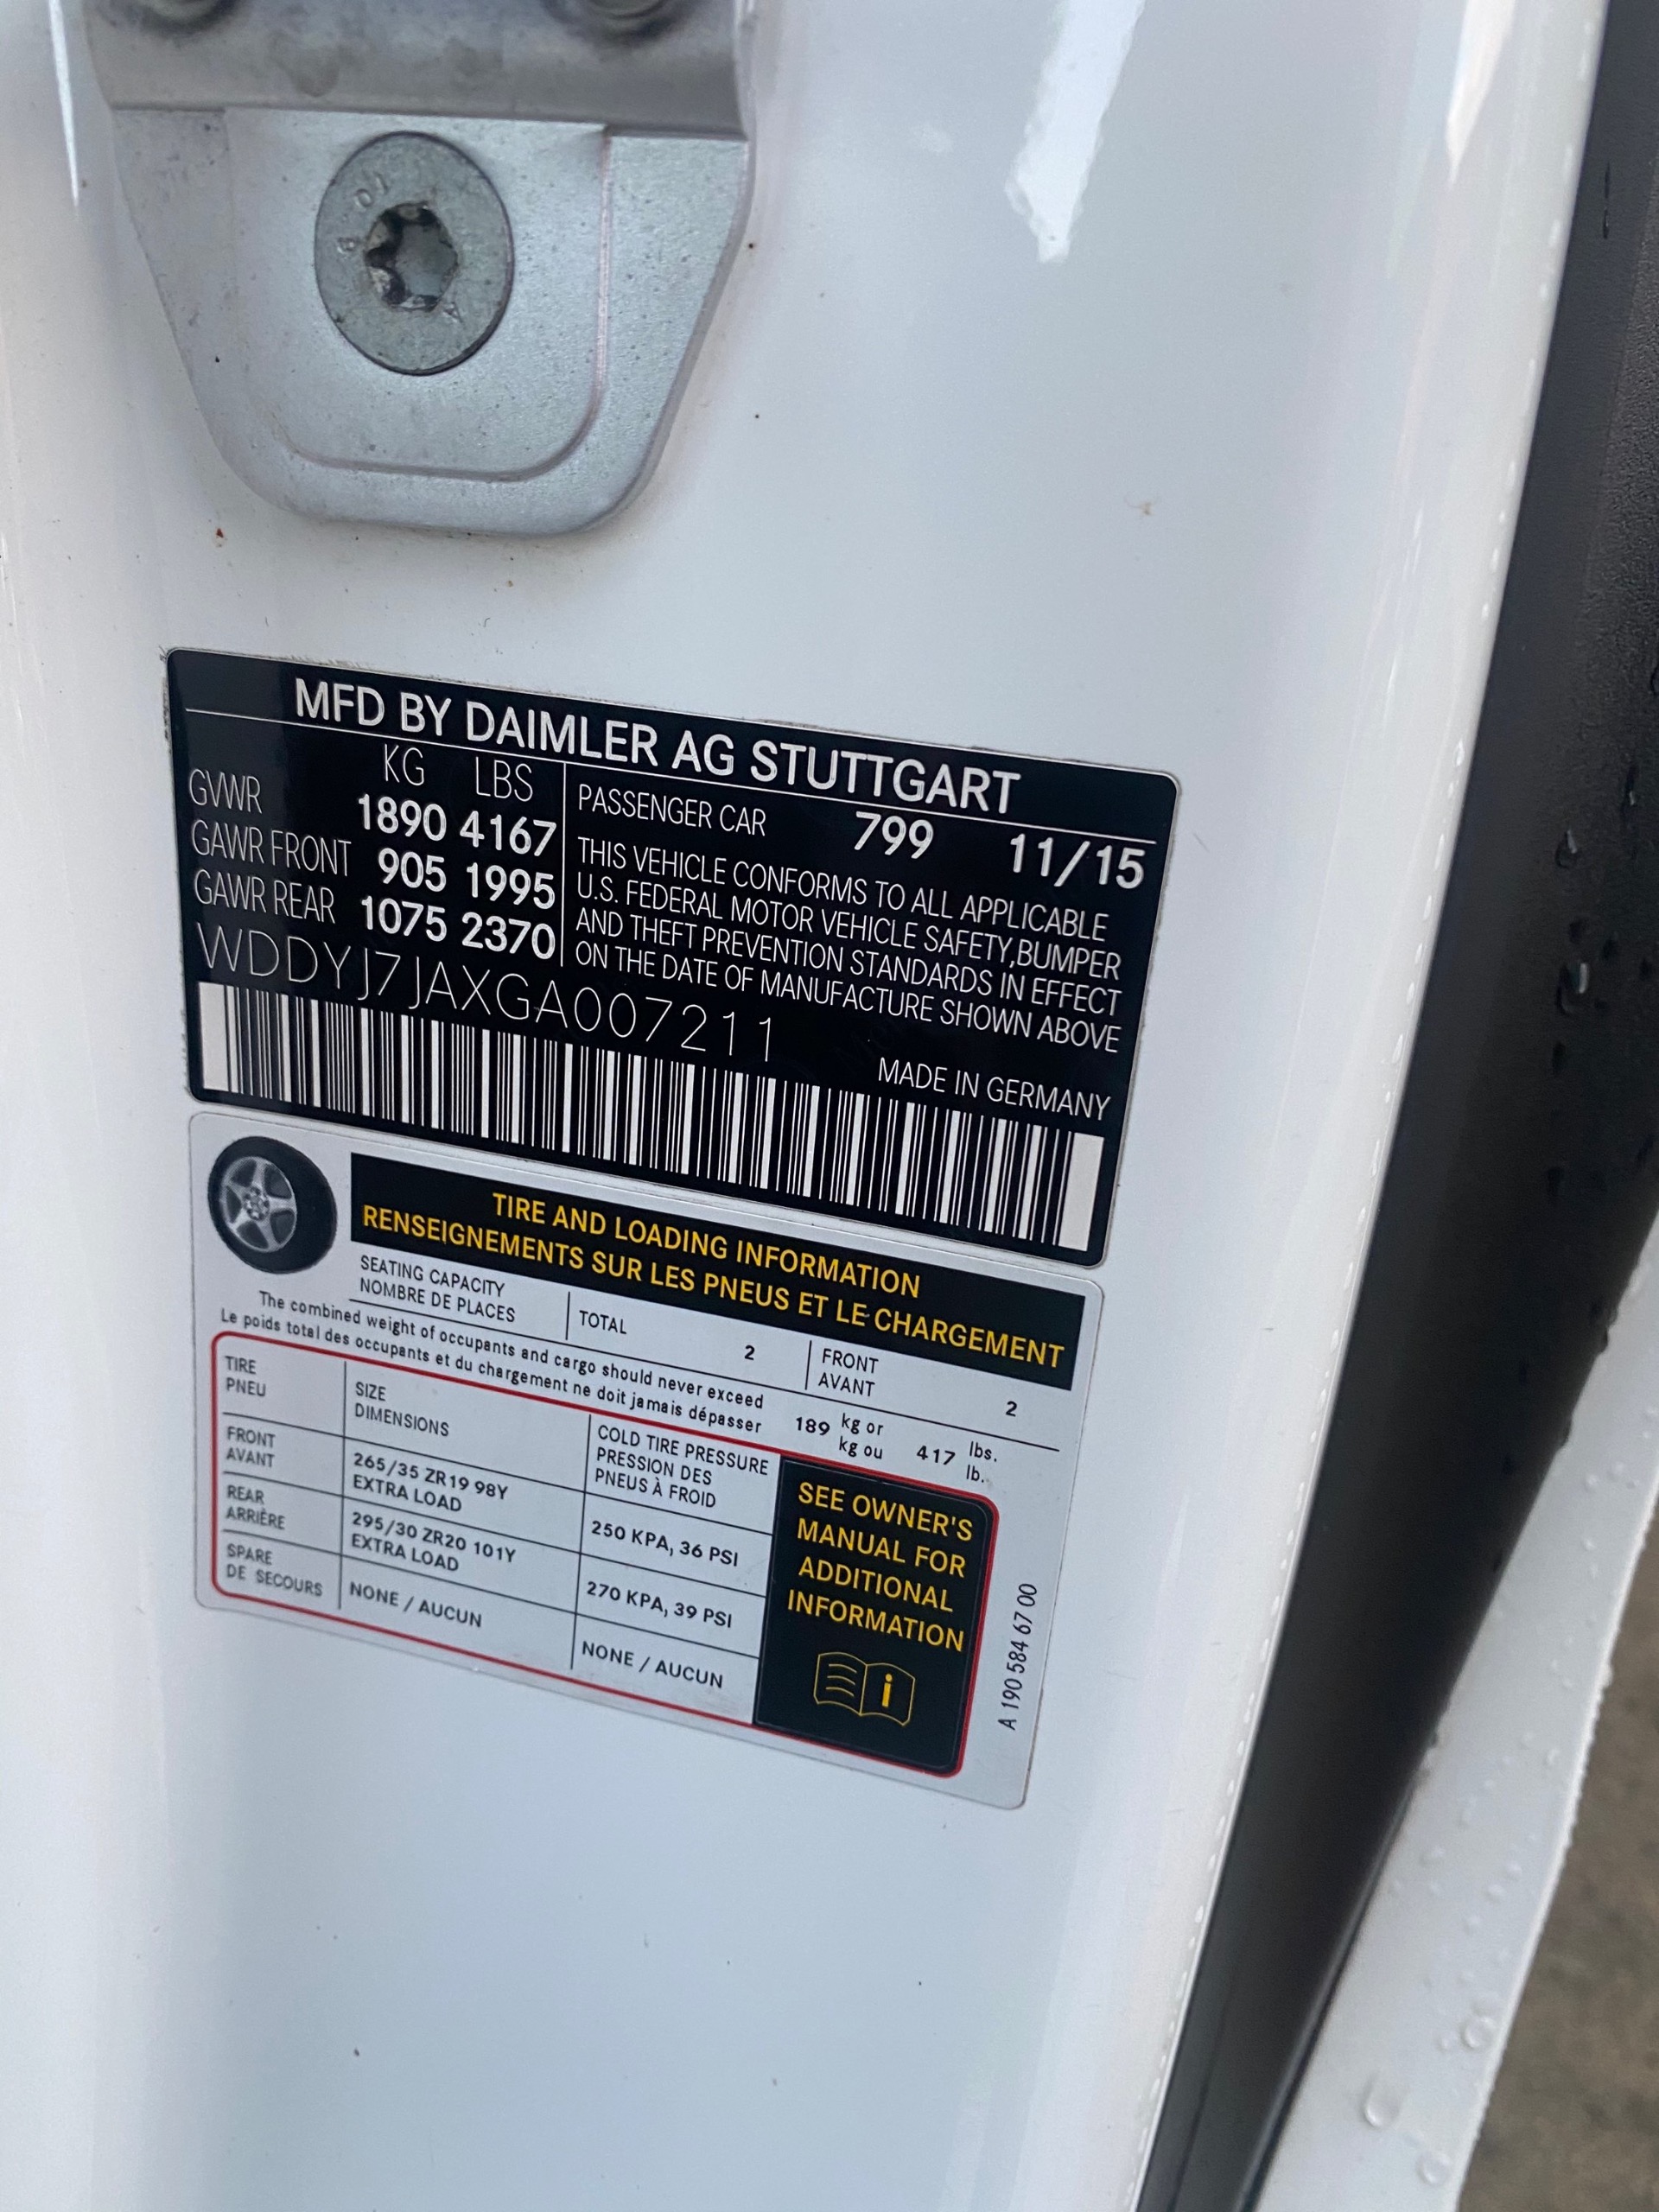 MFD BY DAIMLER AG STUTTGART
KG LBS
GVWR 1890 4167
GAWR FRONT 905 1995
GAWR REAR 1075 2370
PASSENGER CAR 799 11/15
THIS VEHICLE CONFORMS TO ALL APPLICABLE
U.S. FEDERAL MOTOR VEHICLE SAFETY,BUMPER
AND THEFT PREVENTION STANDARDS IN EFFECT
ON THE DATE OF MANUFACTURE SHOWN ABOVE
WDDYJ7JAXGA007211
MADE IN GERMANY
TIRE AND LOADING INFORMATION
RENSEIGNEMENTS SUR LES PNEUS ET LE CHARGEMENT
SEATING CAPACITY
NOMBRE DE PLACES
TOTAL 2
FRONT
AVANT
2
The combined weight of occupants and cargo should never exceed
Le poids total des occupants et du chargement ne doit jamais dépasser
189 kg or
kg ou
417 lbs.
lb.
TIRE
PNEU
SIZE
DIMENSIONS
COLD TIRE PRESSURE
PRESSION DES
PNEUS À FROID
FRONT
AVANT
265/35 ZR19 98Y
EXTRA LOAD
250 KPA, 36 PSI
REAR
ARRIÈRE
295/30 ZR20 101Y
EXTRA LOAD
270 KPA, 39 PSI
SPARE
DE SECOURS
NONE / AUCUN
NONE / AUCUN
SEE OWNER'S
MANUAL FOR
ADDITIONAL
INFORMATION
i
A 190 584 67 00